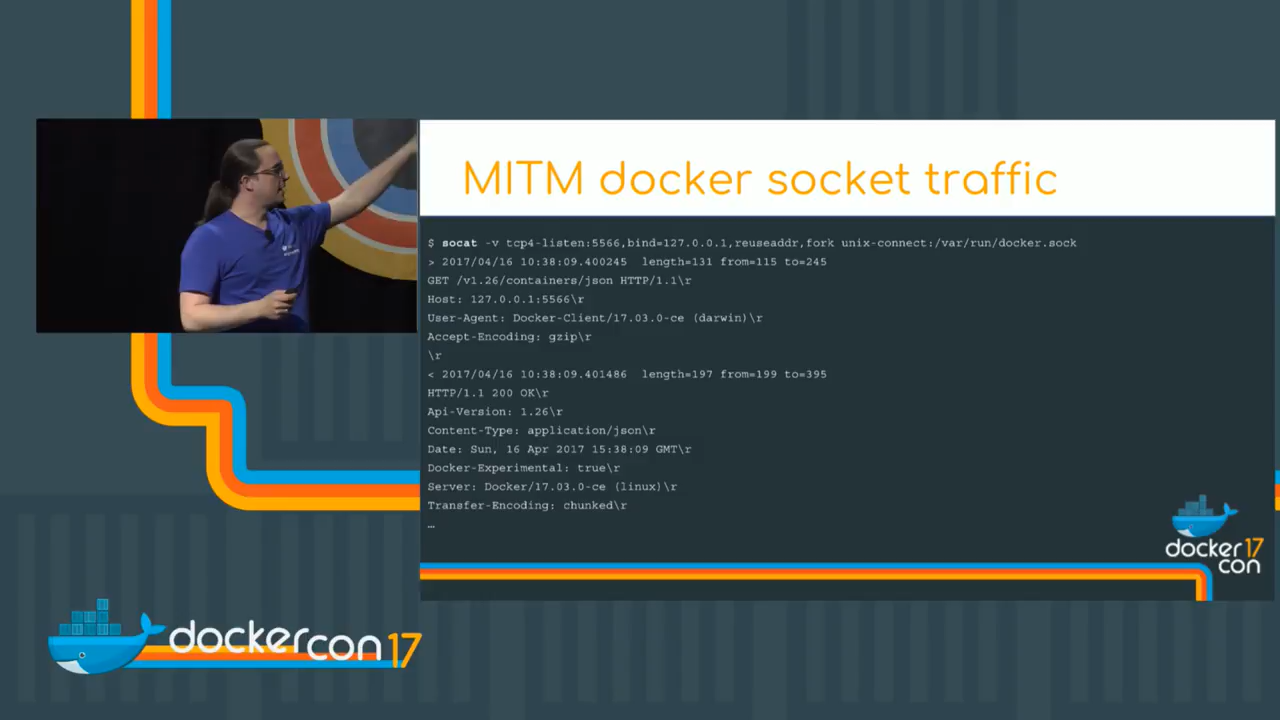 MITM docker socket traffic
$ socat -v tcp4-listen:5566,bind=127.0.0.1,reuseaddr,fork unix-connect:/var/run/docker.sock
> 2017/04/16 10:38:09.400245  length=131 from=115 to=245
GET /v1.26/containers/json HTTP/1.1\r
Host: 127.0.0.1:5566\r
User-Agent: Docker-Client/17.03.0-ce (darwin)\r
Accept-Encoding: gzip\r
\r
< 2017/04/16 10:38:09.401486  length=197 from=199 to=395
HTTP/1.1 200 OK\r
Api-Version: 1.26\r
Content-Type: application/json\r
Date: Sun, 16 Apr 2017 15:38:09 GMT\r
Docker-Experimental: true\r
Server: Docker/17.03.0-ce (linux)\r
Transfer-Encoding: chunked\r
…
docker 17
con
dockercon 17